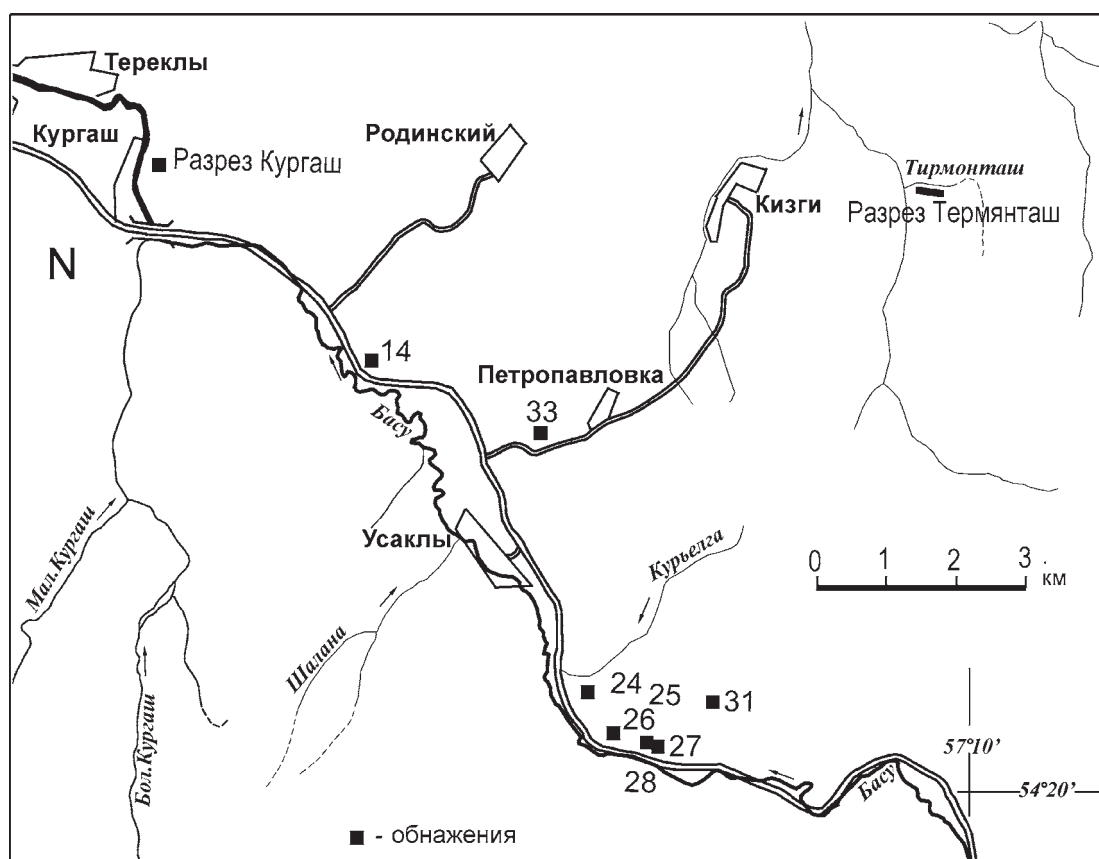 Тереклы
Кургаш
Разрез Кургаш
Родинский
Тирмонташ
Кизги
Разрез Термянташ
N
14
Петропавловка
33
Басу
Усаклы
Курьелга
0 1 2 3
км
Мал.Кургаш
Шалана
24
25
31
26
27
28
57°10'
54°20'
Басу
Бол.Кургаш
■ - обнажения